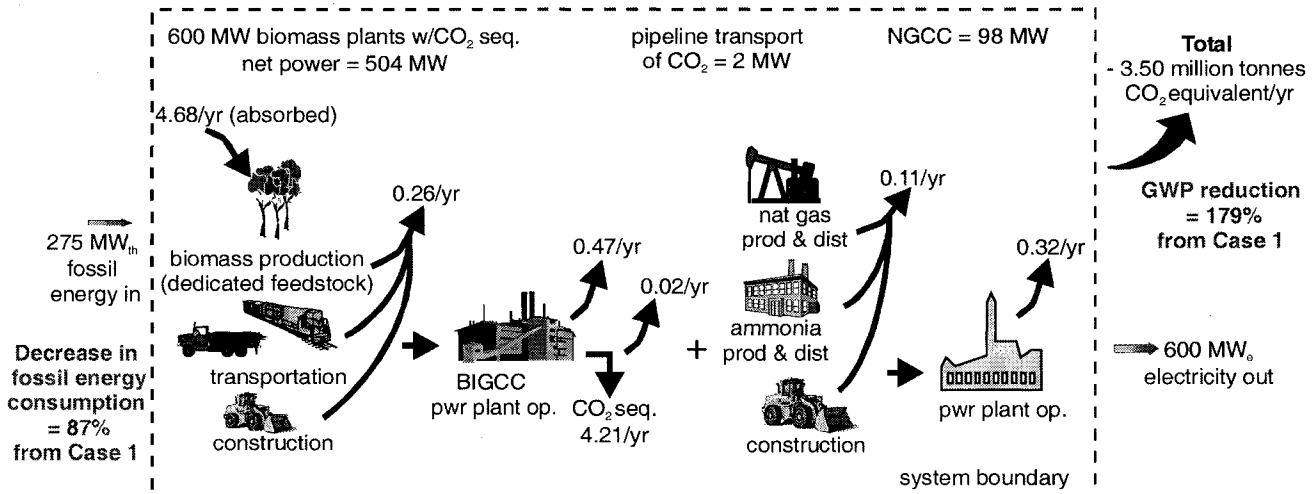 600 MW biomass plants w/CO₂ seq.
net power = 504 MW
pipeline transport
of CO₂ = 2 MW
NGCC = 98 MW
Total
- 3.50 million tonnes
CO₂ equivalent/yr
4.68/yr (absorbed)
0.26/yr
0.11/yr
GWP reduction
= 179%
from Case 1
275 MWₜₕ
fossil
energy in
biomass production
(dedicated feedstock)
nat gas
prod & dist
0.47/yr
0.02/yr
0.32/yr
Decrease in
fossil energy
consumption
= 87%
from Case 1
transportation
construction
BIGCC
pwr plant op.
CO₂ seq.
4.21/yr
+
ammonia
prod & dist
construction
pwr plant op.
600 MWₑ
electricity out
system boundary